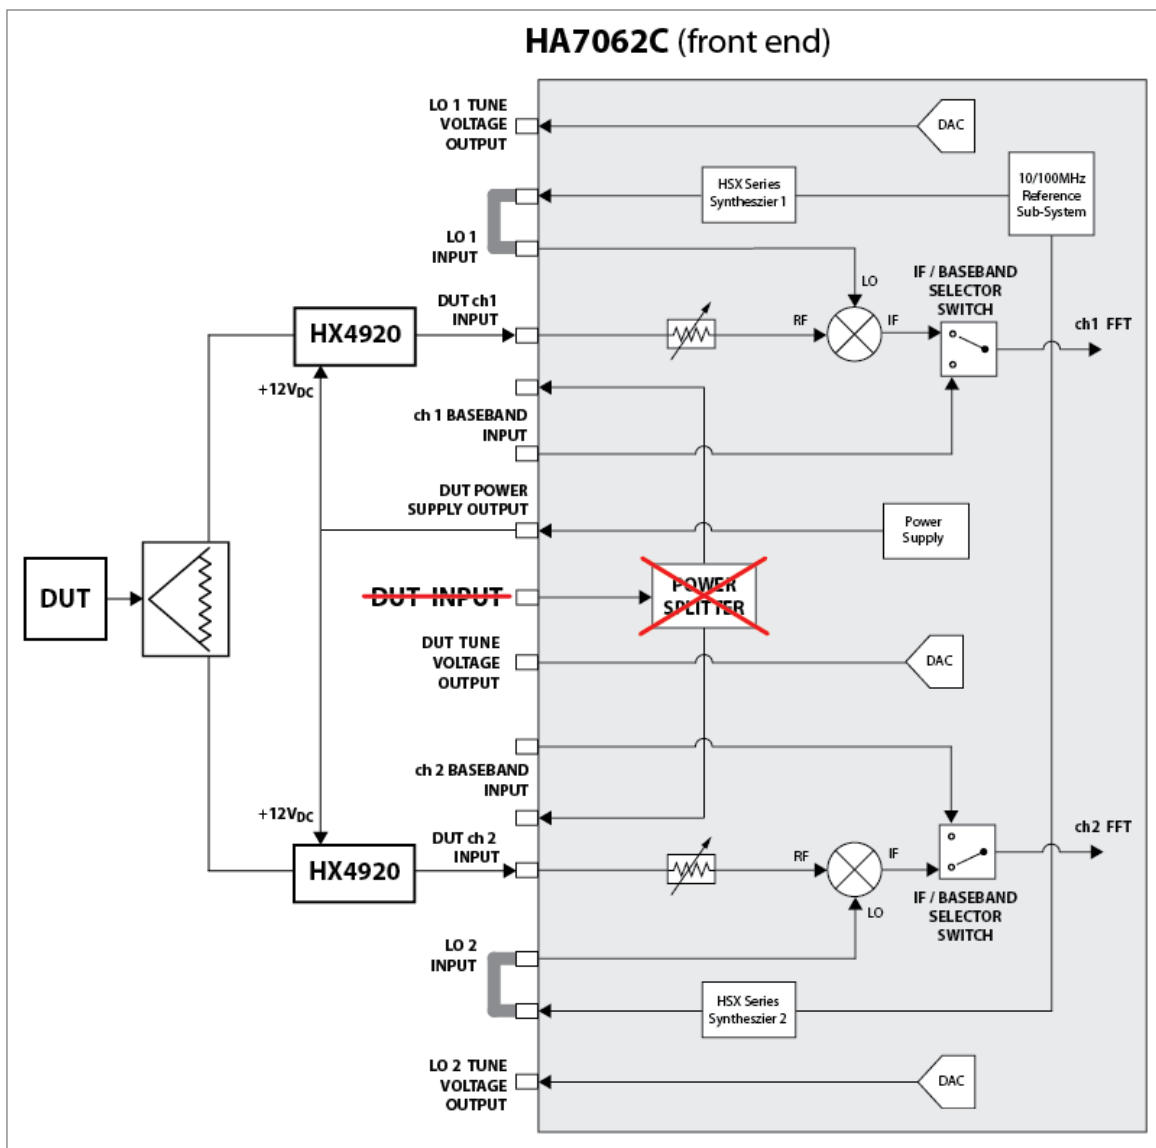 HA7062C (front end)
LO 1 TUNE
VOLTAGE
OUTPUT
DAC
HSX Series
Syntheszier 1
10/100MHz
Reference
Sub-System
LO 1
INPUT
LO
IF / BASEBAND
SELECTOR
SWITCH
DUT ch1
INPUT
HX4920
RF
IF
ch1 FFT
+12VDC
ch 1 BASEBAND
INPUT
DUT POWER
SUPPLY OUTPUT
Power
Supply
DUT
DUT INPUT
POWER
SPLITTER
DUT TUNE
VOLTAGE
OUTPUT
DAC
ch 2 BASEBAND
INPUT
+12VDC
HX4920
DUT ch 2
INPUT
RF
IF
ch2 FFT
LO
IF / BASEBAND
SELECTOR
SWITCH
LO 2
INPUT
HSX Series
Syntheszier 2
LO 2 TUNE
VOLTAGE
OUTPUT
DAC